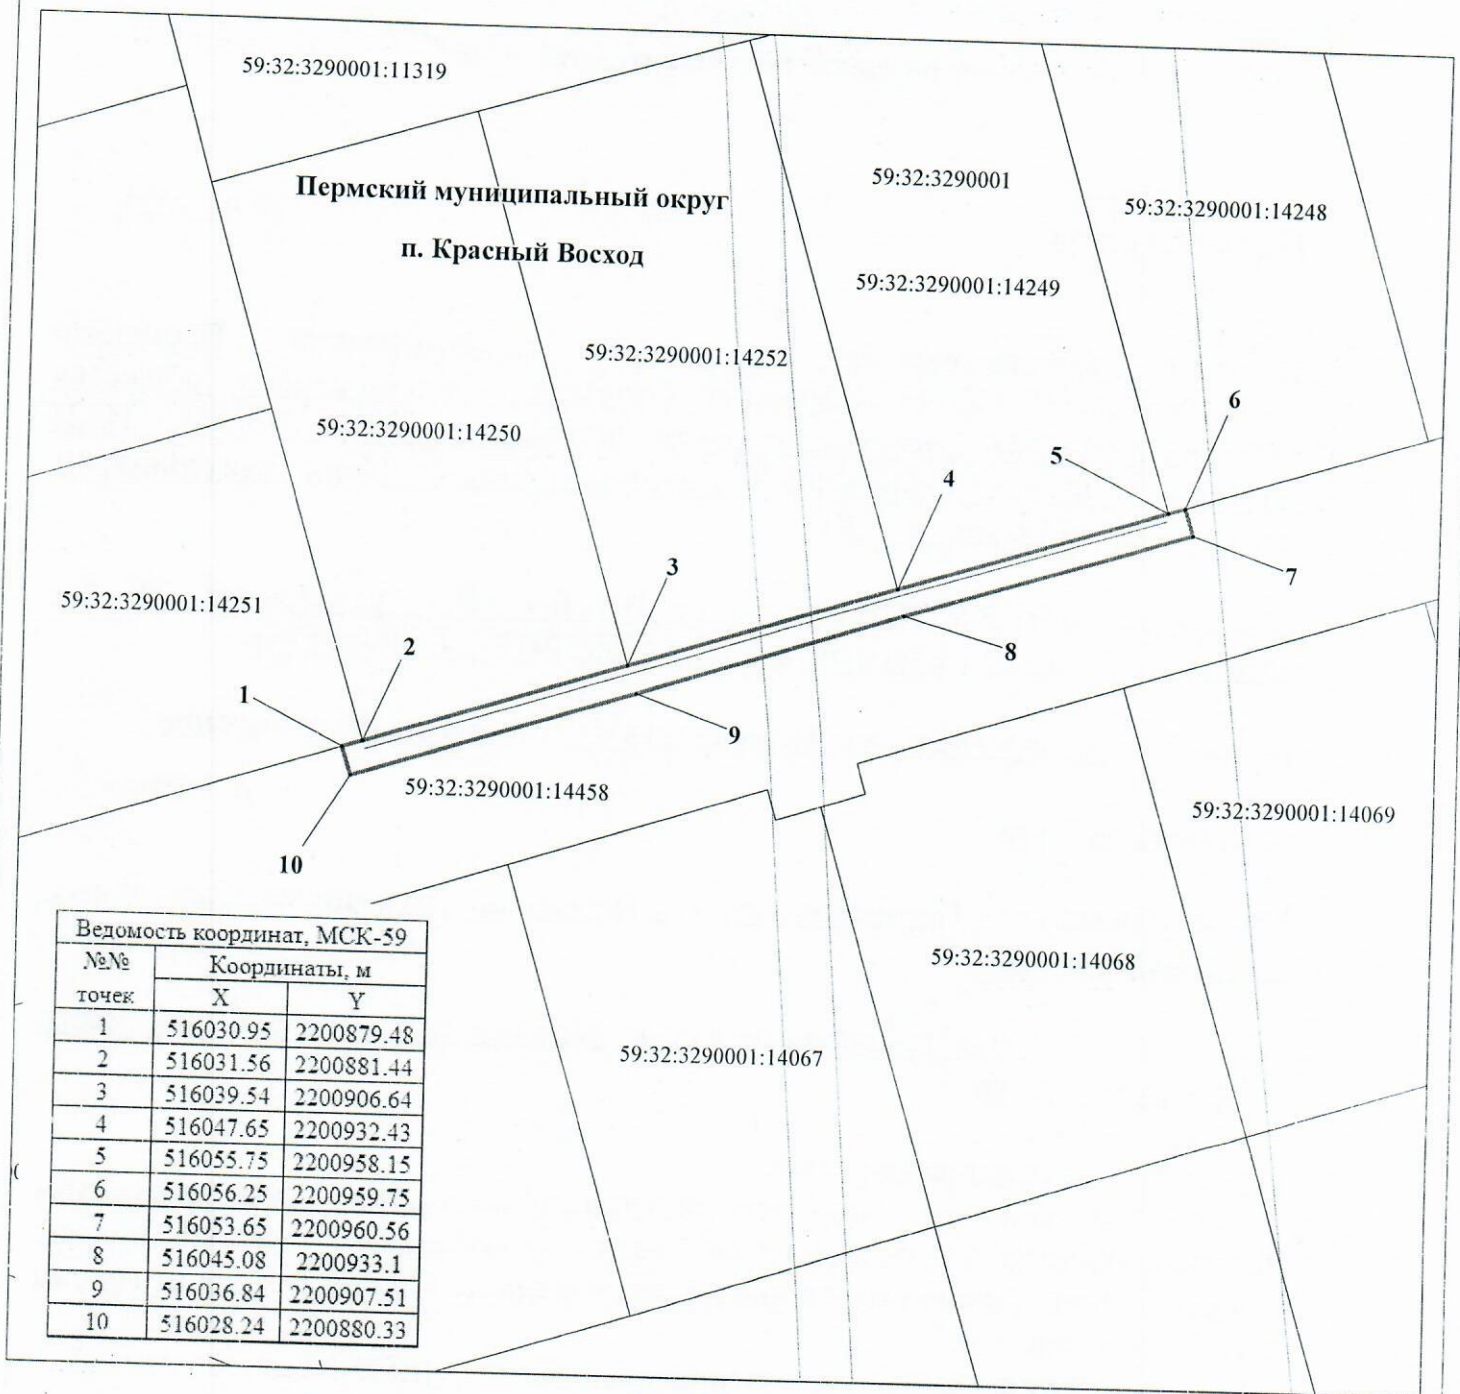 59:32:3290001:11319
Пермский муниципальный округ
п. Красный Восход
59:32:3290001
59:32:3290001:14248
59:32:3290001:14249
59:32:3290001:14252
59:32:3290001:14250
6
5
4
3
7
59:32:3290001:14251
2
8
1
9
59:32:3290001:14458
59:32:3290001:14069
10
59:32:3290001:14068
59:32:3290001:14067
Ведомость координат, МСК-59
№№ точек Координаты, м
X Y
1 516030.95 2200879.48
2 516031.56 2200881.44
3 516039.54 2200906.64
4 516047.65 2200932.43
5 516055.75 2200958.15
6 516056.25 2200959.75
7 516053.65 2200960.56
8 516045.08 2200933.1
9 516036.84 2200907.51
10 516028.24 2200880.33